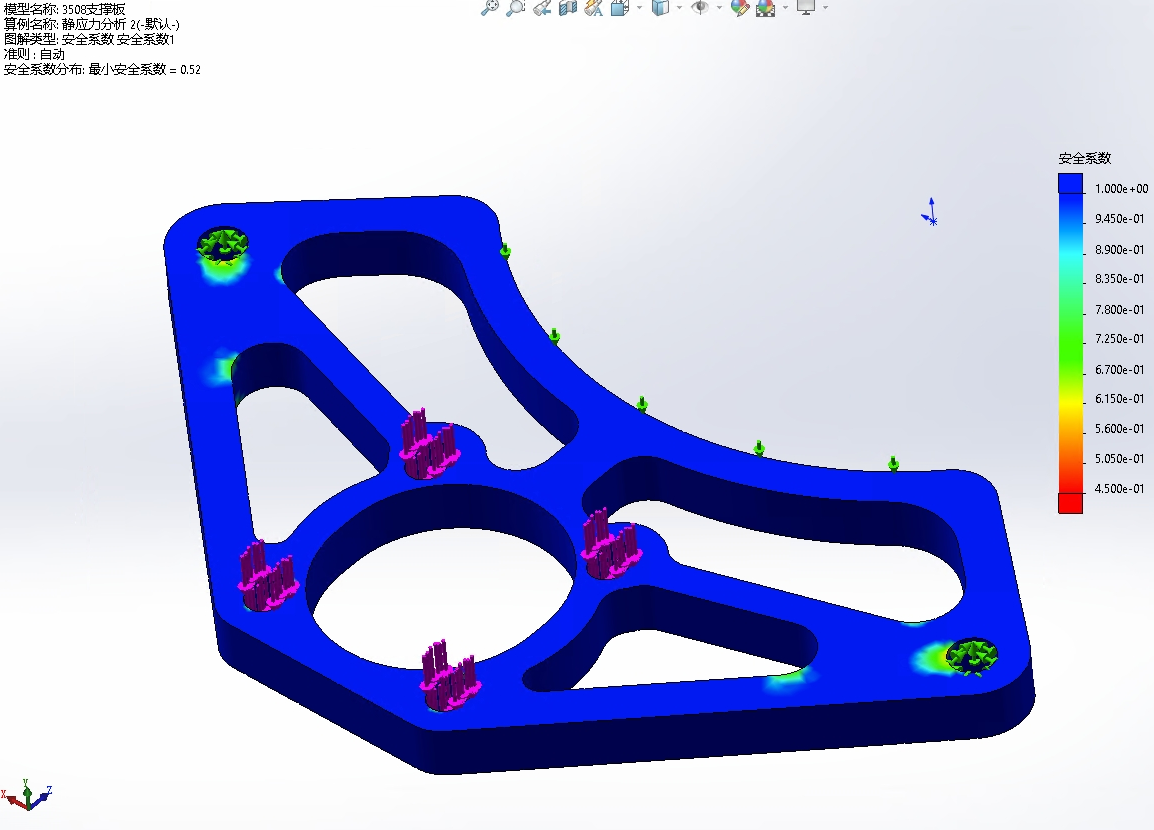 模型名称: 3508支撑板
算例名称: 静应力分析 2(-默认-)
图解类型: 安全系数 安全系数1
准则 : 自动
安全系数分布: 最小安全系数 = 0.52
安全系数
1.000e+00
9.450e-01
8.900e-01
8.350e-01
7.800e-01
7.250e-01
6.700e-01
6.150e-01
5.600e-01
5.050e-01
4.500e-01
Y
X
Z